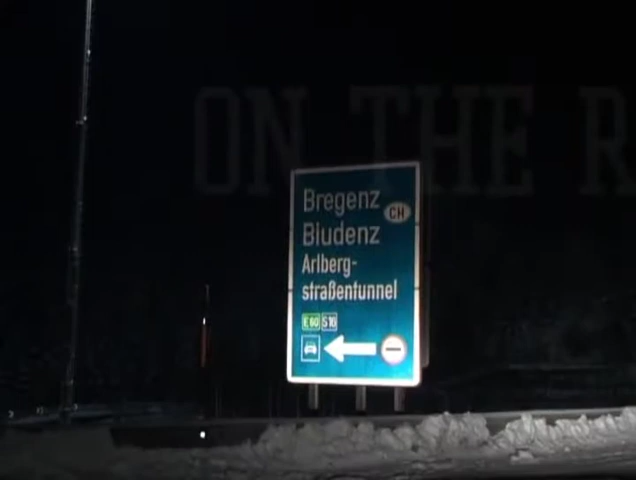 ON THE R
Bregenz
CH
Bludenz
Arlberg-
straßentunnel
E60 S16